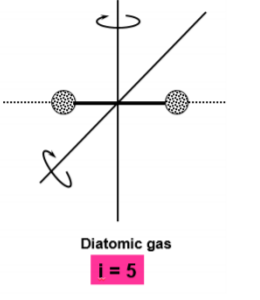 Diatomic gas
i = 5